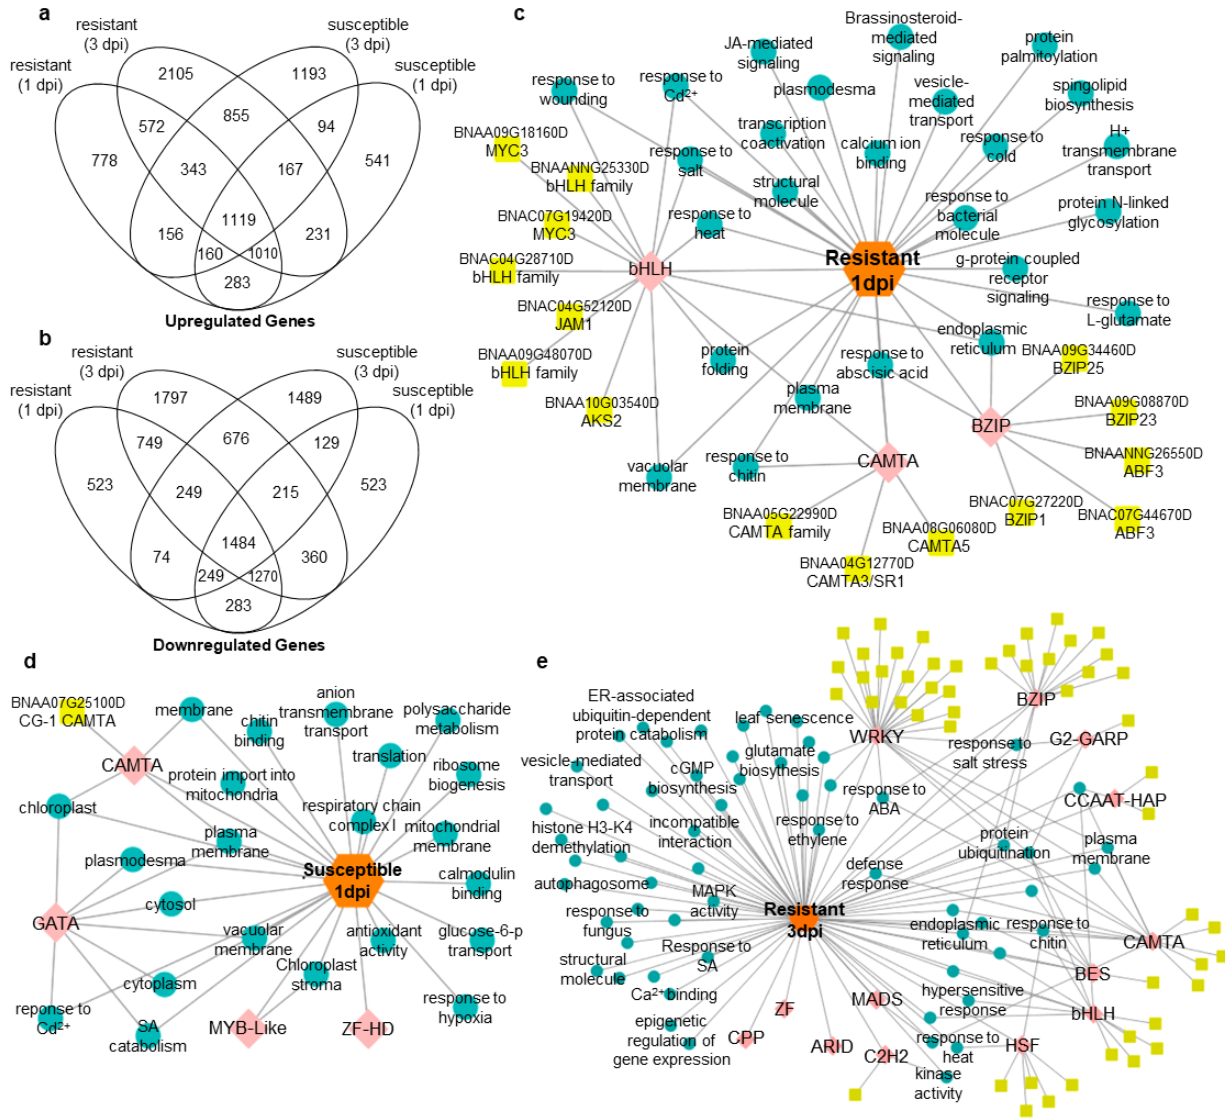 a
resistant
(3 dpi)
susceptible
(3 dpi)
resistant
(1 dpi)
susceptible
(1 dpi)
2105
1193
572
855
94
778
343
167
541
1119
156
160
1010
231
283
Upregulated Genes
b
resistant
(3 dpi)
susceptible
(3 dpi)
resistant
(1 dpi)
susceptible
(1 dpi)
1797
1489
749
676
129
523
249
215
523
1484
74
249
1270
360
283
Downregulated Genes
c
Brassinosteroid-
mediated
signaling
JA-mediated
signaling
protein
palmitoylation
response to
wounding
response to
Cd2+
plasmodesma
vesicle-
mediated
transport
spingolipid
biosynthesis
BNAA09G18160D
MYC3
transcription
coactivation
calcium ion
binding
response to
cold
H+
transmembrane
transport
BNAANNG25330D
bHLH family
response to
salt
structural
molecule
response to
bacterial
molecule
protein N-linked
glycosylation
BNAC07G19420D
MYC3
response to
heat
BNAC04G28710D
bHLH family
bHLH
Resistant
1dpi
g-protein coupled
receptor
signaling
BNAC04G52120D
JAM1
response to
L-glutamate
endoplasmic
reticulum
BNAA09G34460D
BZIP25
BNAA09G48070D
bHLH family
protein
folding
response to
abscisic acid
BNAA10G03540D
AKS2
plasma
membrane
BNAA09G08870D
BZIP23
BZIP
BNAANNG26550D
ABF3
vacuolar
membrane
response to
chitin
CAMTA
BNAA05G22990D
CAMTA family
BNAC07G27220D
BZIP1
BNAC07G44670D
ABF3
BNAA08G06080D
CAMTA5
BNAA04G12770D
CAMTA3/SR1
d
BNAA07G25100D
CG-1 CAMTA
membrane
chitin
binding
anion
transmembrane
transport
polysaccharide
metabolism
CAMTA
translation
protein import into
mitochondria
ribosome
biogenesis
chloroplast
respiratory chain
complex I
plasma
membrane
mitochondrial
membrane
plasmodesma
Susceptible
1dpi
calmodulin
binding
cytosol
GATA
vacuolar
membrane
antioxidant
activity
glucose-6-p
transport
cytoplasm
Chloroplast
stroma
reponse to
Cd2+
SA
catabolism
MYB-Like
ZF-HD
response to
hypoxia
e
ER-associated
ubiquitin-dependent
protein catabolism
leaf senescence
WRKY
BZIP
G2-GARP
response to
salt stress
vesicle-mediated
transport
cGMP
biosynthesis
glutamate
biosythesis
response to
ABA
CCAAT-HAP
histone H3-K4
demethylation
incompatible
interaction
response to
ethylene
protein
ubiquitination
plasma
membrane
defense
response
autophagosome
MAPK
activity
Resistant
3dpi
response to
fungus
endoplasmic
reticulum
response to
chitin
CAMTA
Response to
SA
structural
molecule
Ca2+binding
BES
hypersensitive
response
bHLH
epigenetic
regulation of
gene expression
ZF
MADS
CPP
ARID
C2H2
response to
heat
HSF
kinase
activity